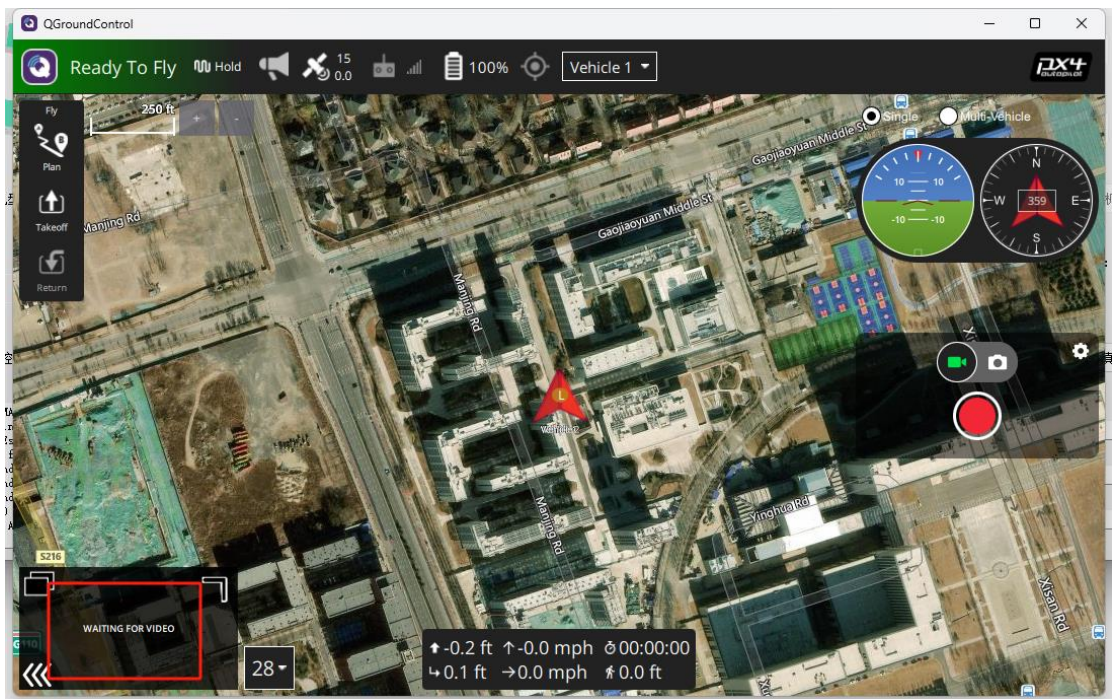 QGroundControl
Ready To Fly
Hold
15
0.0
100%
Vehicle 1
px4
autopilot
Fly
250 ft
+
-
Single
Multi-Vehicle
Plan
Takeoff
Return
Manjing Rd
Gaojiaoyuan Middle St
Gaojiaoyuan Middle St
10
10
-10
-10
N
W
359
E
S
Manjing Rd
L
Manjing Rd
Yinghua Rd
Xisan Rd
S216
G110
WAITING FOR VIDEO
28
-0.2 ft
-0.0 mph
00:00:00
0.1 ft
0.0 mph
0.0 ft